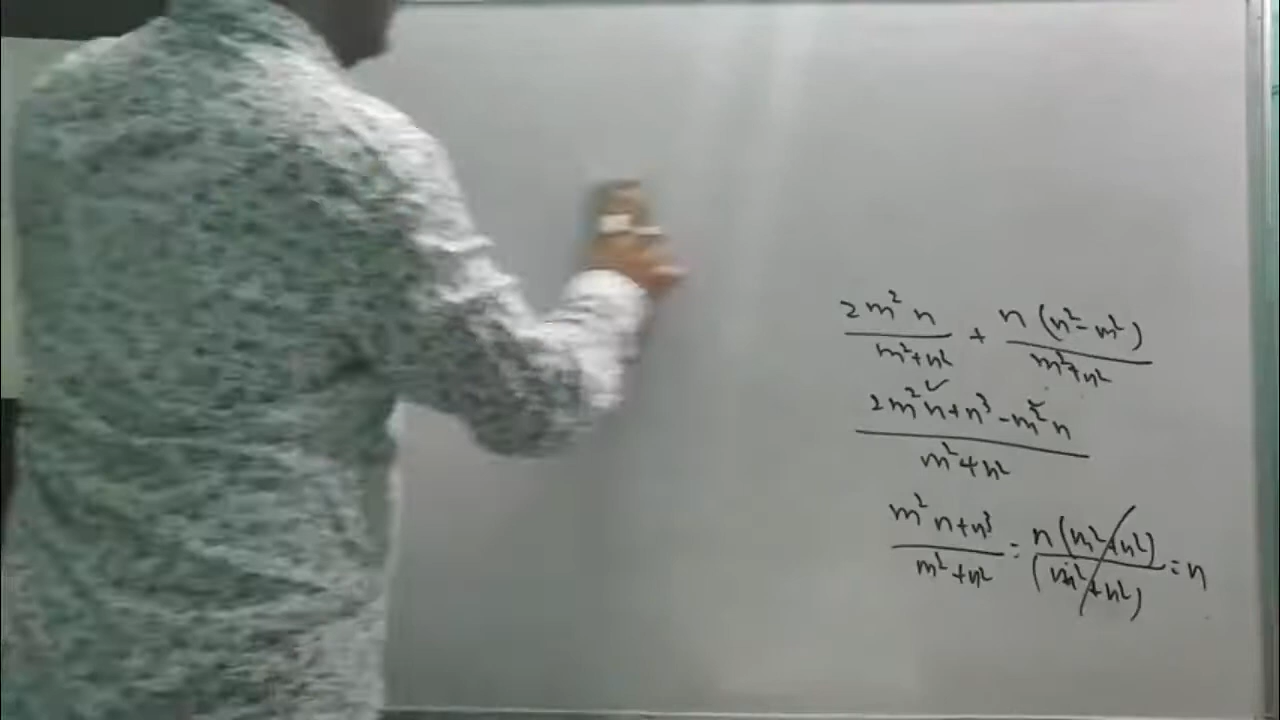 2m²n/(m²+n²) + n(n²-m²)/(m²+n²)
(2m²n+n³-m²n)/(m²+n²)
(m²n+n³)/(m²+n²) = n(m²+n²)/(m²+n²) = n